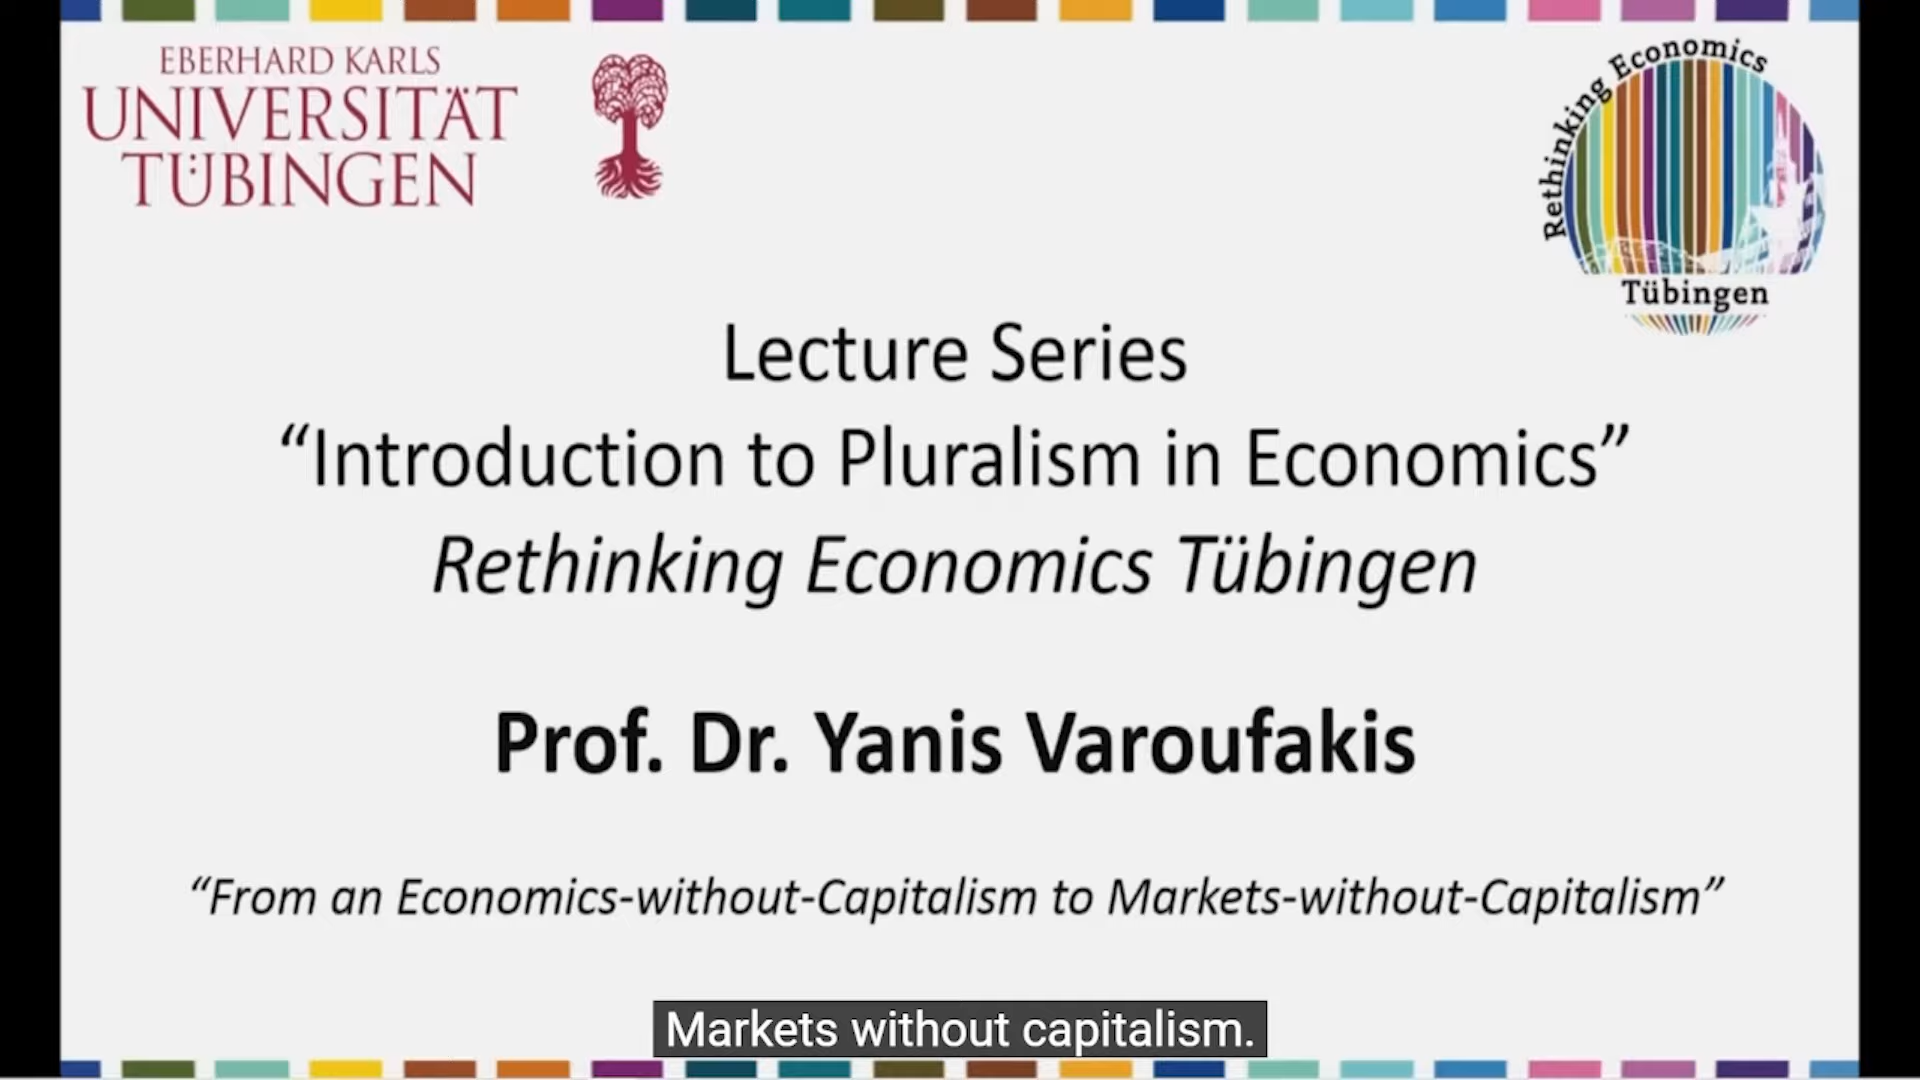 EBERHARD KARLS
UNIVERSITÄT
TÜBINGEN
Rethinking Economics
Tübingen
Lecture Series
“Introduction to Pluralism in Economics”
Rethinking Economics Tübingen
Prof. Dr. Yanis Varoufakis
“From an Economics-without-Capitalism to Markets-without-Capitalism”
Markets without capitalism.